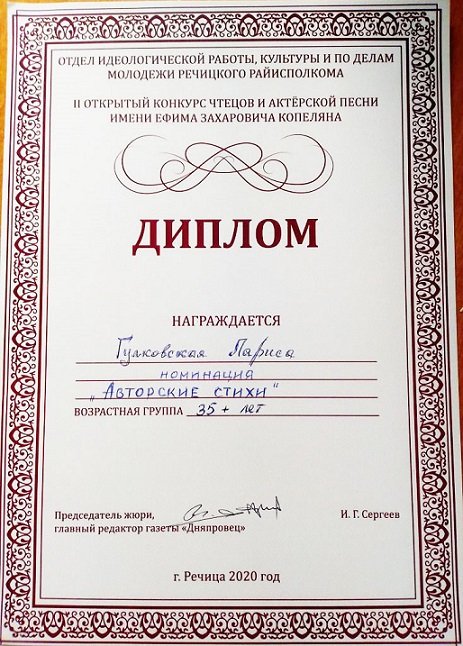 ОТДЕЛ ИДЕОЛОГИЧЕСКОЙ РАБОТЫ, КУЛЬТУРЫ И ПО ДЕЛАМ
МОЛОДЕЖИ РЕЧИЦКОГО РАЙИСПОЛКОМА
II ОТКРЫТЫЙ КОНКУРС ЧТЕЦОВ И АКТЁРСКОЙ ПЕСНИ
ИМЕНИ ЕФИМА ЗАХАРОВИЧА КОПЕЛЯНА
ДИПЛОМ
НАГРАЖДАЕТСЯ
Гулковская Лариса
номинация
„Авторские стихи"
ВОЗРАСТНАЯ ГРУППА 35 + лет
Председатель жюри,
главный редактор газеты «Дняпровец» И. Г. Сергеев
г. Речица 2020 год